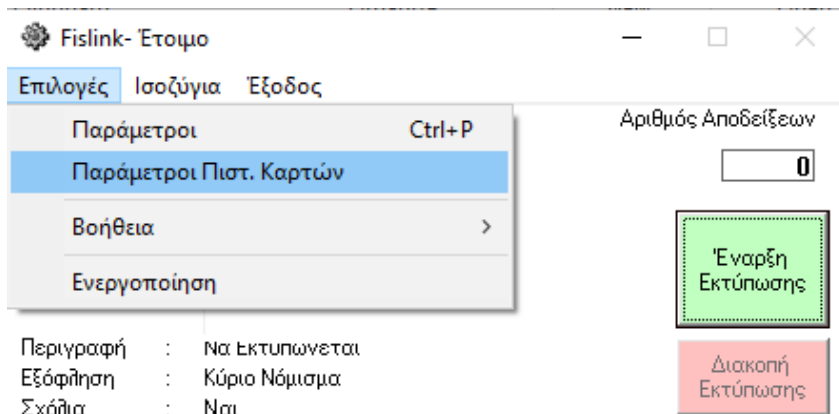 Fislink- Έτοιμο
Επιλογές Ισοζύγια Έξοδος
Παράμετροι Ctrl+P
Παράμετροι Πιστ. Καρτών
Βοήθεια
Ενεργοποίηση
Αριθμός Αποδείξεων
0
Έναρξη
Εκτύπωσης
Διακοπή
Εκτύπωσης
Περιγραφή : Να Εκτυπώνεται
Εξόφληση : Κύριο Νόμισμα
Σχόλια : Ναι